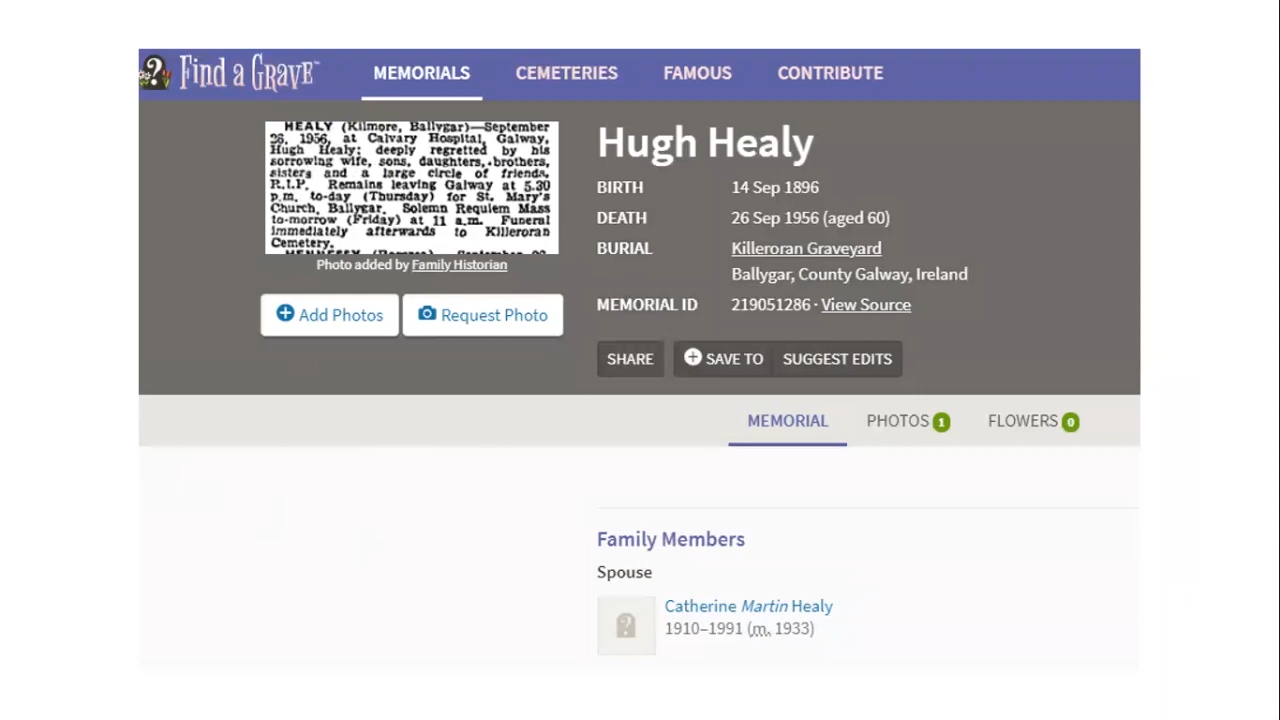 Find a Grave™
MEMORIALS CEMETERIES FAMOUS CONTRIBUTE
HEALY (Kilmore, Ballygar)—September
26, 1956, at Calvary Hospital, Galway,
Hugh Healy; deeply regretted by his
sorrowing wife, sons, daughters, brothers,
sisters and a large circle of friends.
R.I.P. Remains leaving Galway at 5.30
p.m. to-day (Thursday) for St. Mary's
Church, Ballygar. Solemn Requiem Mass
to-morrow (Friday) at 11 a.m. Funeral
immediately afterwards to Killeroran
Cemetery.
Photo added by Family Historian
Add Photos Request Photo
Hugh Healy
BIRTH 14 Sep 1896
DEATH 26 Sep 1956 (aged 60)
BURIAL Killeroran Graveyard
Ballygar, County Galway, Ireland
MEMORIAL ID 219051286 · View Source
SHARE SAVE TO SUGGEST EDITS
MEMORIAL PHOTOS 1 FLOWERS 0
Family Members
Spouse
Catherine Martin Healy
1910–1991 (m. 1933)